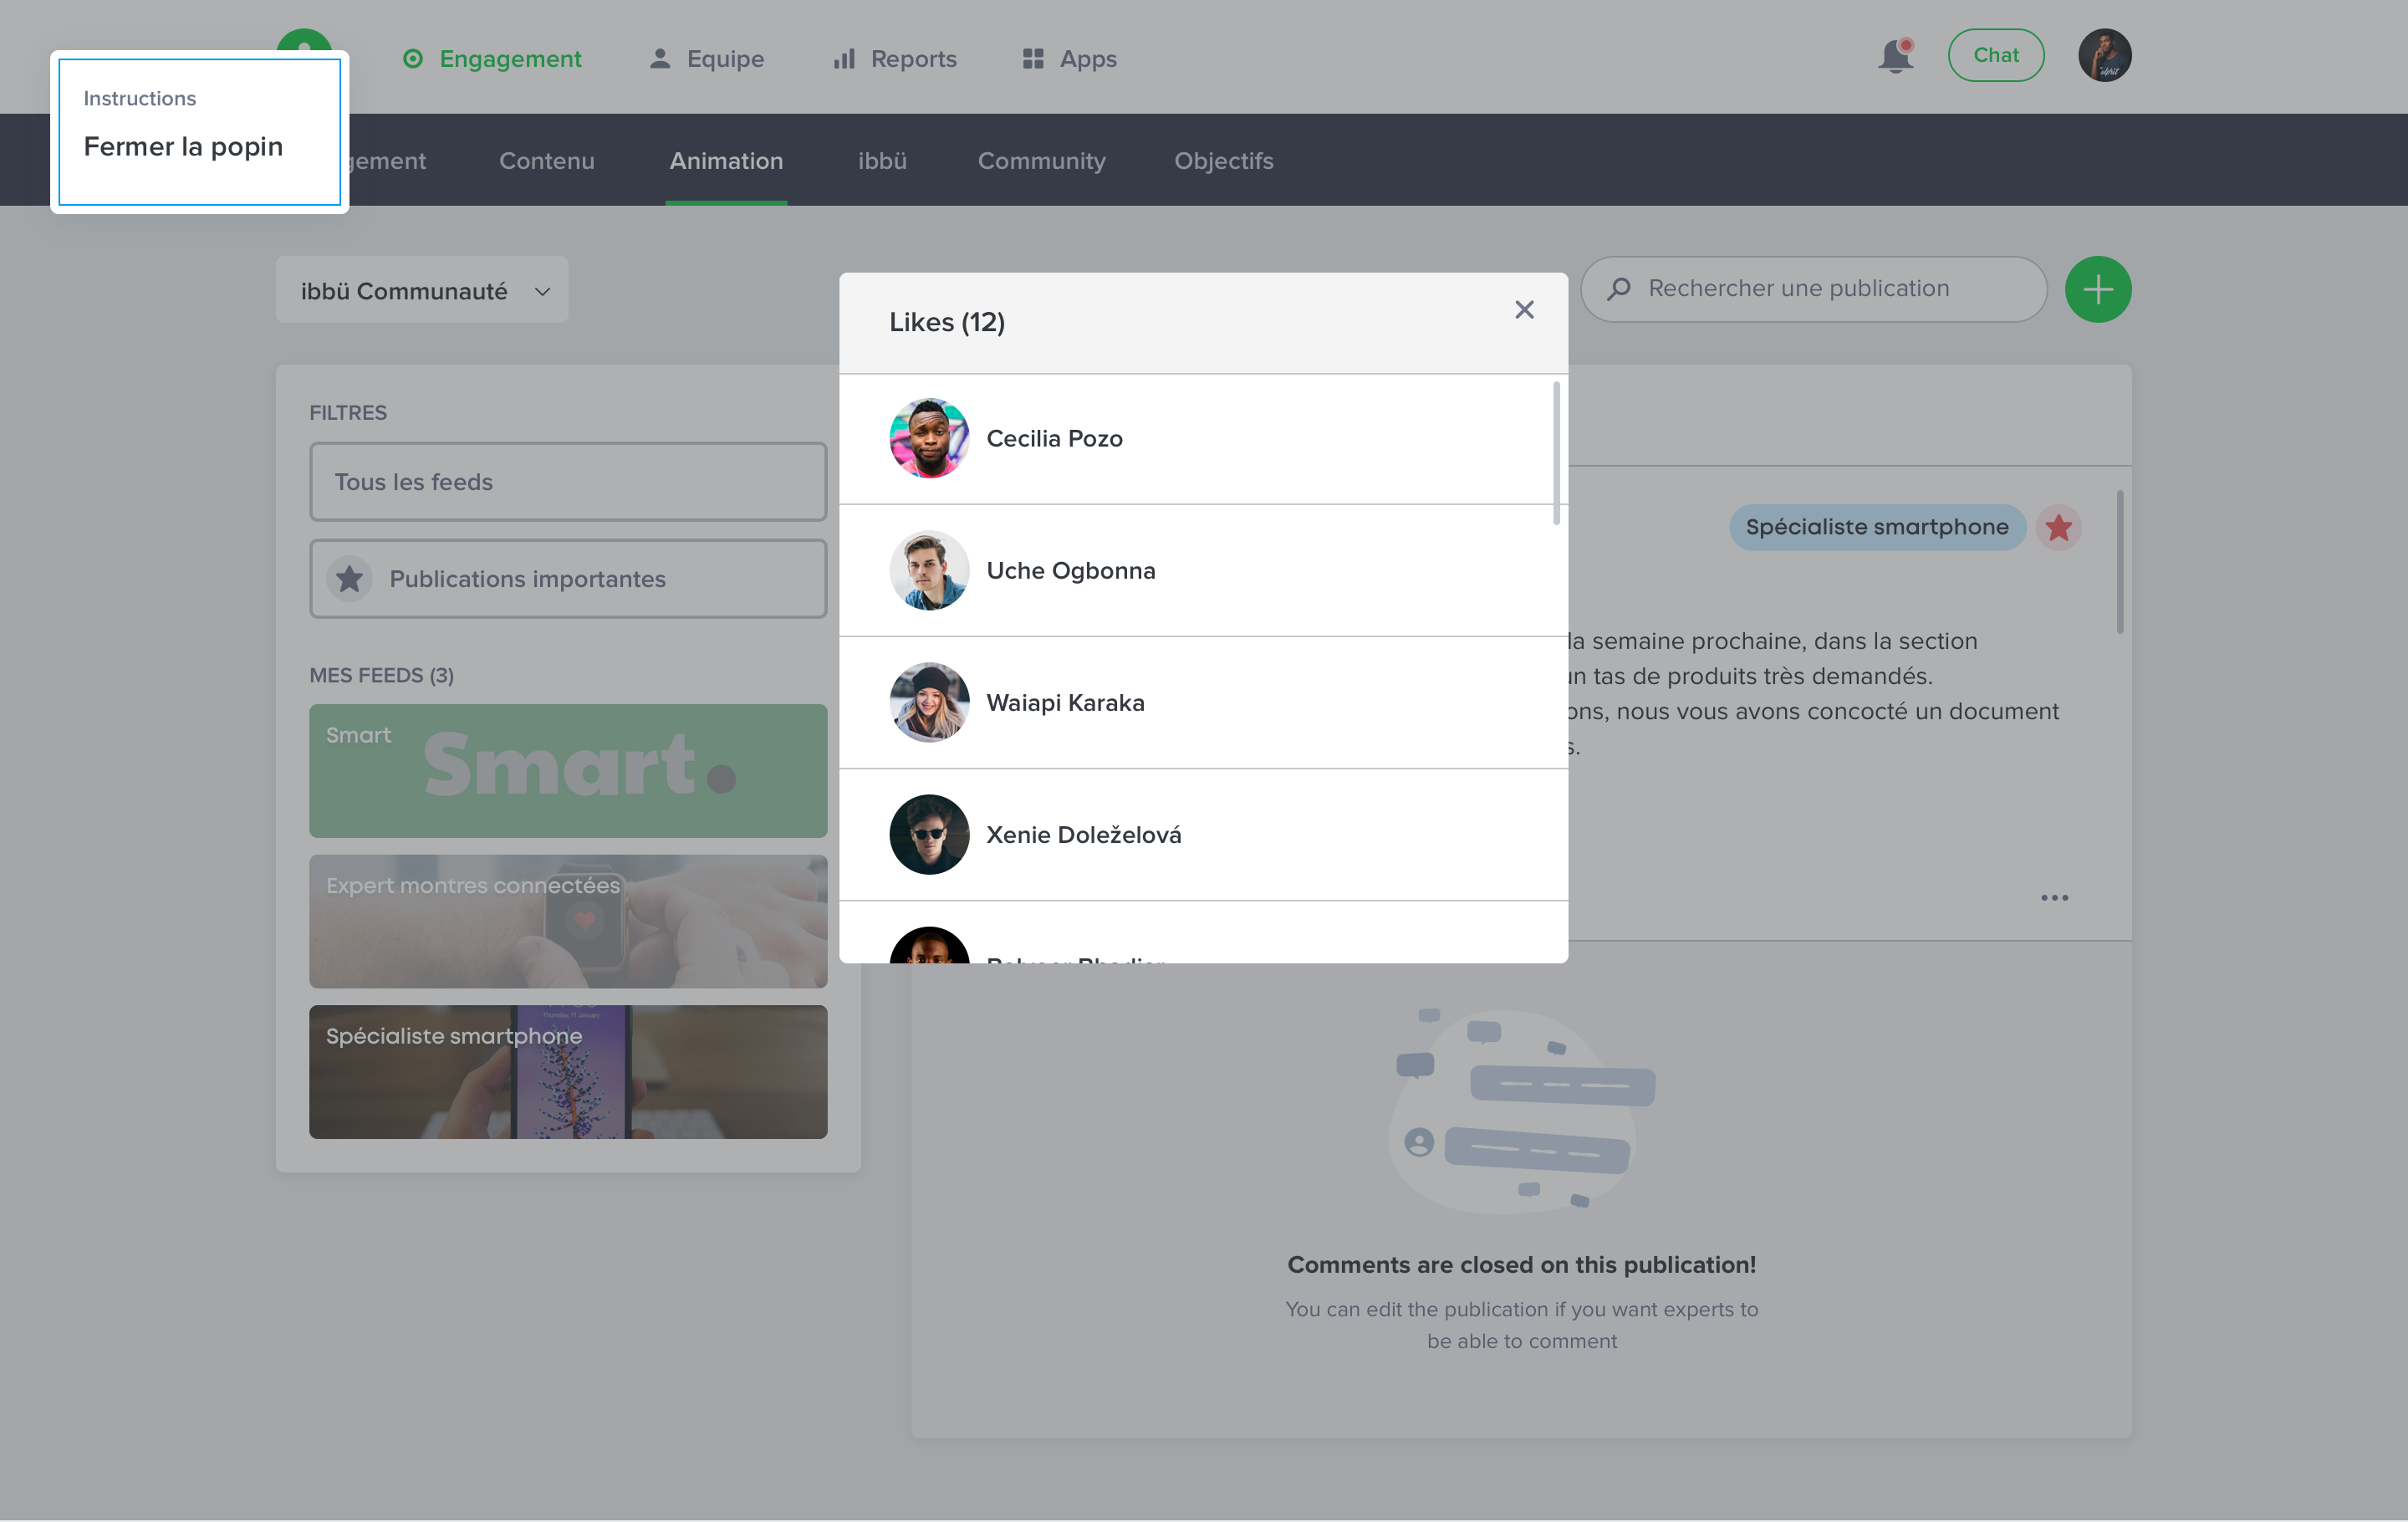 Engagement
Equipe
Reports
Apps
Chat
Instructions
Fermer la popin
gement
Contenu
Animation
ibbü
Community
Objectifs
ibbü Communauté
Rechercher une publication
Likes (12)
Cecilia Pozo
Uche Ogbonna
Waiapi Karaka
Xenie Doleželová
FILTRES
Tous les feeds
Publications importantes
MES FEEDS (3)
Smart
Smart.
Expert montres connectées
Spécialiste smartphone
Thursday, 11 January
Spécialiste smartphone
la semaine prochaine, dans la section
un tas de produits très demandés.
ons, nous vous avons concocté un document
s.
Comments are closed on this publication!
You can edit the publication if you want experts to
be able to comment